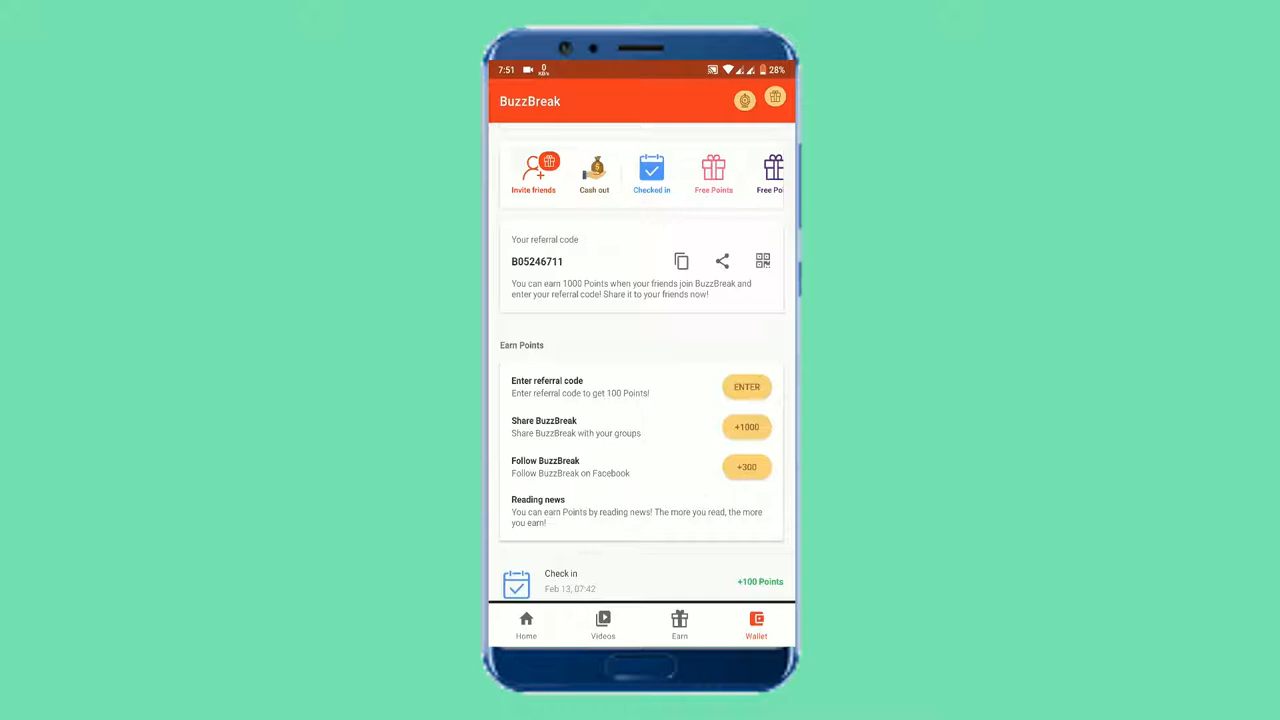 7:51
0
KB/s
28%
BuzzBreak
Invite friends
Cash out
Checked in
Free Points
Free Poi
Your referral code
B05246711
You can earn 1000 Points when your friends join BuzzBreak and
enter your referral code! Share it to your friends now!
Earn Points
Enter referral code
Enter referral code to get 100 Points!
ENTER
Share BuzzBreak
Share BuzzBreak with your groups
+1000
Follow BuzzBreak
Follow BuzzBreak on Facebook
+300
Reading news
You can earn Points by reading news! The more you read, the more
you earn!
Check in
Feb 13, 07:42
+100 Points
Home
Videos
Earn
Wallet